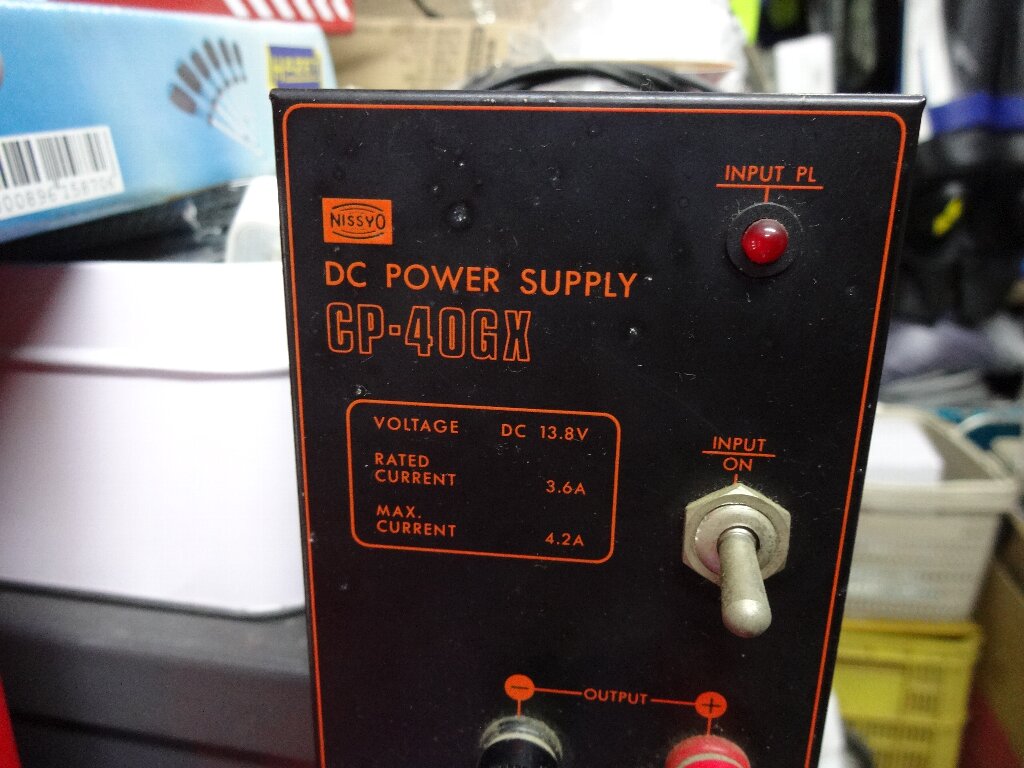 INPUT PL
NISSYO
DC POWER SUPPLY
CP-40GX
VOLTAGE DC 13.8V
RATED
CURRENT 3.6A
MAX.
CURRENT 4.2A
INPUT
ON
- OUTPUT +